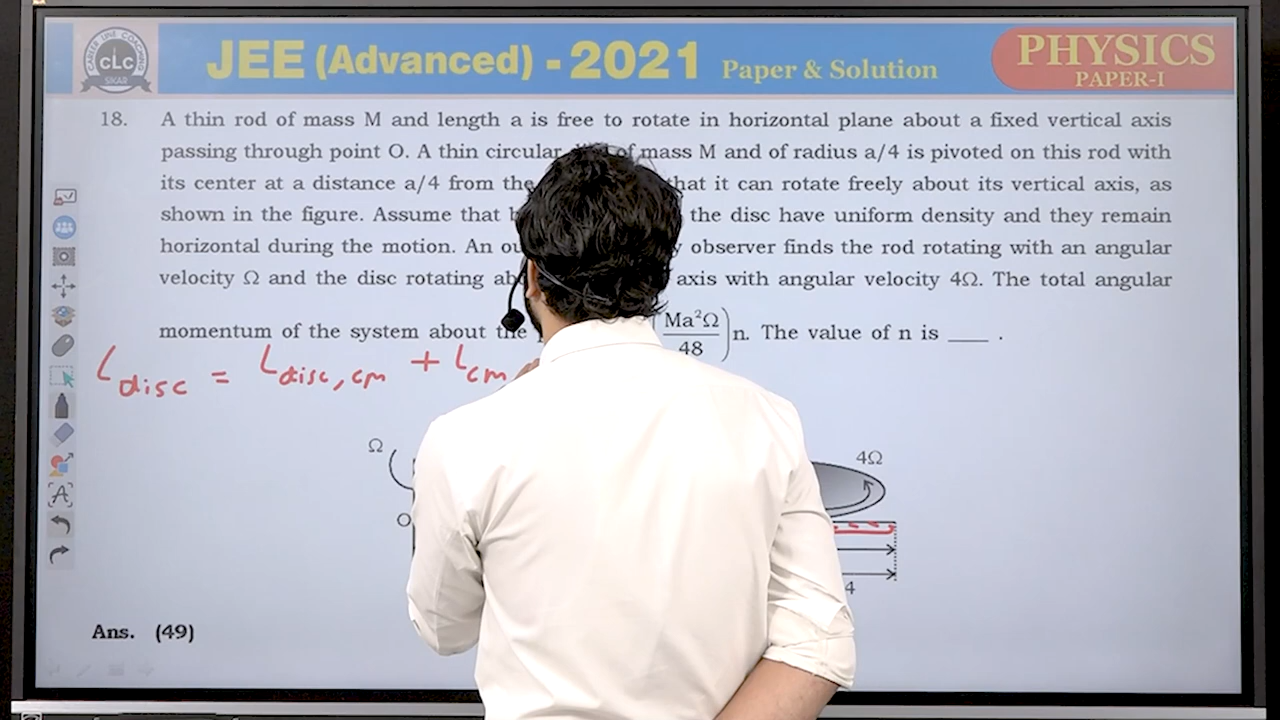 CAREER LINE COACHING
CLC
SIKAR
JEE (Advanced) - 2021 Paper & Solution
PHYSICS
PAPER-I
18. A thin rod of mass M and length a is free to rotate in horizontal plane about a fixed vertical axis
passing through point O. A thin circular of mass M and of radius a/4 is pivoted on this rod with
its center at a distance a/4 from the that it can rotate freely about its vertical axis, as
shown in the figure. Assume that the disc have uniform density and they remain
horizontal during the motion. An observer finds the rod rotating with an angular
velocity Ω and the disc rotating axis with angular velocity 4Ω. The total angular
momentum of the system about the (Ma²Ω/48)n. The value of n is ___ .
L disc = L disc, cm + L cm
Ω
4Ω
O
4
Ans. (49)